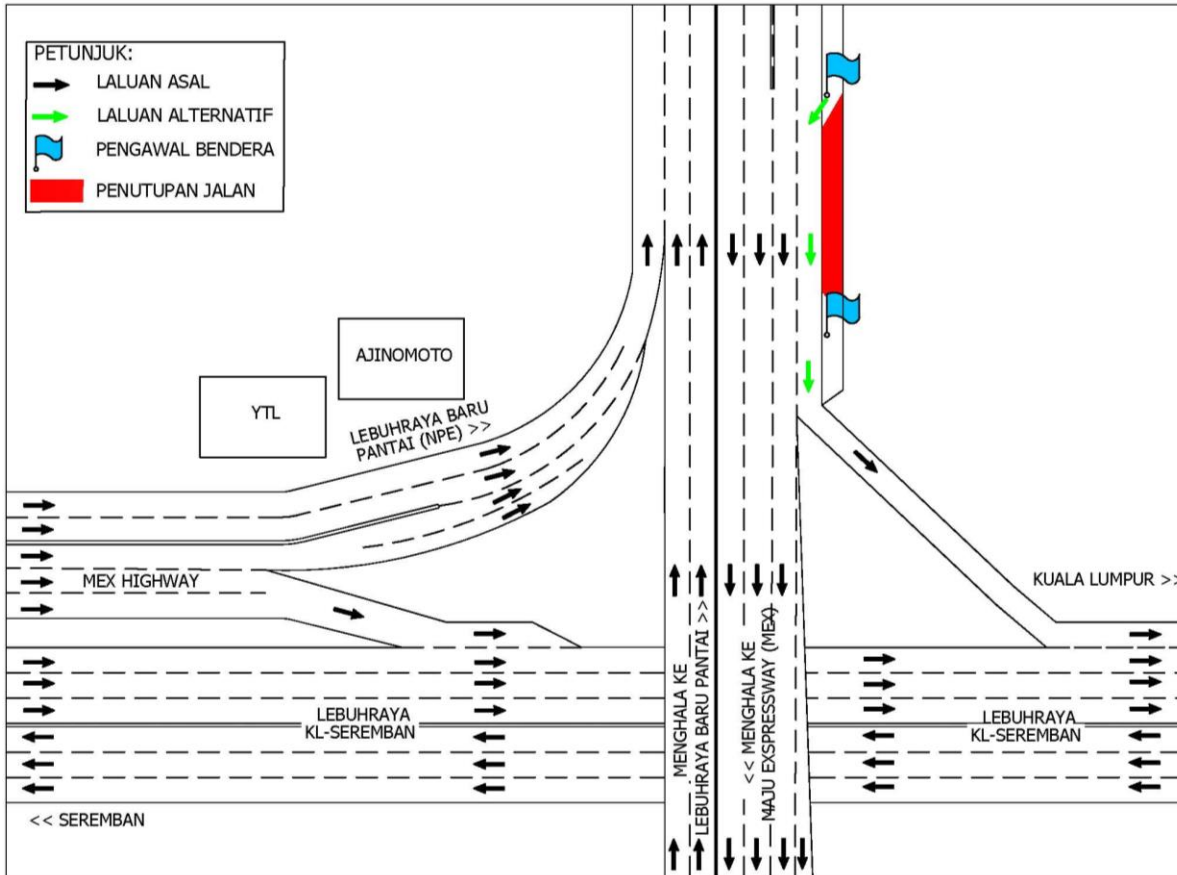 PETUNJUK:
LALUAN ASAL
LALUAN ALTERNATIF
PENGAWAL BENDERA
PENUTUPAN JALAN
AJINOMOTO
YTL
LEBUHRAYA BARU
PANTAI (NPE) >>
MEX HIGHWAY
KUALA LUMPUR >>
MENGHALA KE
LEBUHRAYA BARU PANTAI >>
<< MENGHALA KE
MAJU EXSPRESSWAY (MEX)
LEBUHRAYA
KL-SEREMBAN
LEBUHRAYA
KL-SEREMBAN
<< SEREMBAN